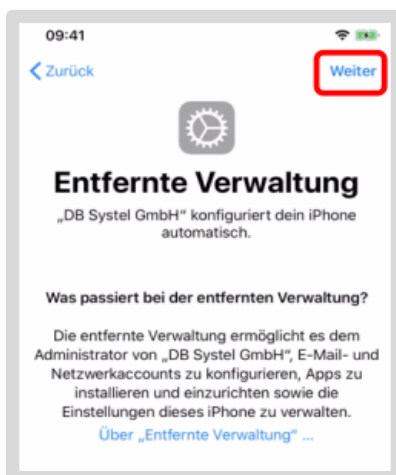 09:41
Zurück
Weiter
Entfernte Verwaltung
„DB Systel GmbH“ konfiguriert dein iPhone
automatisch.
Was passiert bei der entfernten Verwaltung?
Die entfernte Verwaltung ermöglicht es dem
Administrator von „DB Systel GmbH“, E-Mail- und
Netzwerkaccounts zu konfigurieren, Apps zu
installieren und einzurichten sowie die
Einstellungen dieses iPhone zu verwalten.
Über „Entfernte Verwaltung“ ...